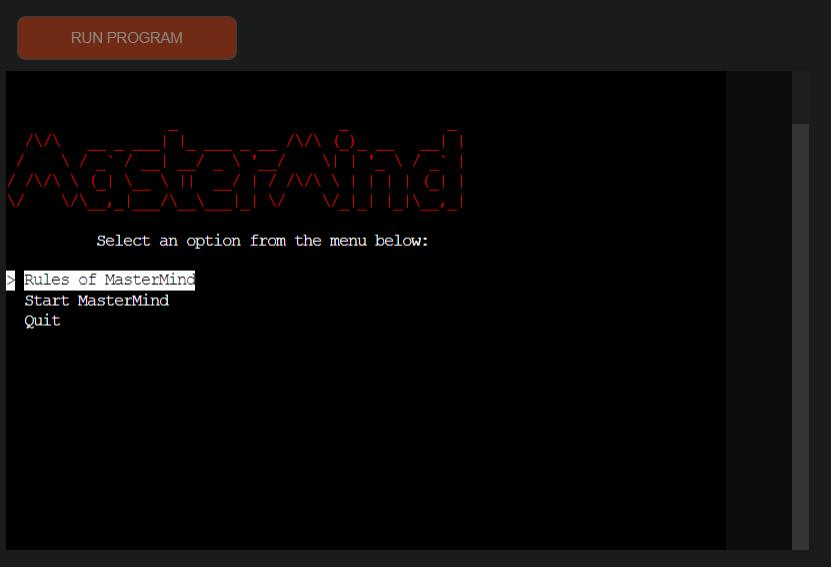 RUN PROGRAM
MasterMind
Select an option from the menu below:
> Rules of MasterMind
Start MasterMind
Quit